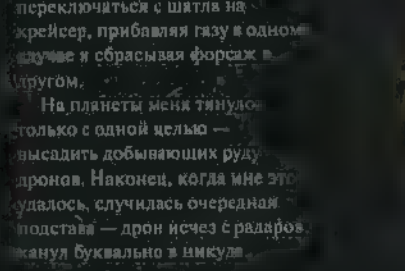 переключаться с шатла на
крейсер, прибавляя газу в одном
случае и сбрасывая форсаж в
другом.
На планеты меня тянуло
только с одной целью —
высадить добывающих руду
дронов. Наконец, когда мне это
удалось, случилась очередная
подстава — дрон исчез с радаров,
канул буквально в никуда